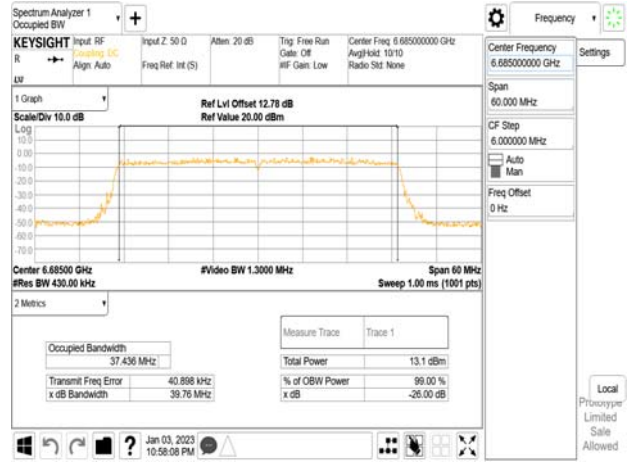 Spectrum Analyzer 1
Occupied BW
+
Frequency
KEYSIGHT
Input: RF
Coupling: DC
Align: Auto
Input Z: 50 Ω
Freq Ref: Int (S)
Atten: 20 dB
Trig: Free Run
Gate: Off
#IF Gain: Low
Center Freq: 6.685000000 GHz
Avg|Hold: 10/10
Radio Std: None
R
LXI
Center Frequency
6.685000000 GHz
Settings
Span
60.000 MHz
CF Step
6.000000 MHz
Auto
Man
Freq Offset
0 Hz
1 Graph
Ref Lvl Offset 12.78 dB
Scale/Div 10.0 dB
Ref Value 20.00 dBm
Log
10.0
0.00
-10.0
-20.0
-30.0
-40.0
-50.0
-60.0
-70.0
Center 6.68500 GHz
#Video BW 1.3000 MHz
Span 60 MHz
#Res BW 430.00 kHz
Sweep 1.00 ms (1001 pts)
2 Metrics
Measure Trace
Trace 1
Occupied Bandwidth
37.436 MHz
Total Power
13.1 dBm
Transmit Freq Error
40.898 kHz
% of OBW Power
99.00 %
x dB Bandwidth
39.76 MHz
x dB
-26.00 dB
Local
Prototype
Limited
Sale
Allowed
?
Jan 03, 2023
10:58:08 PM